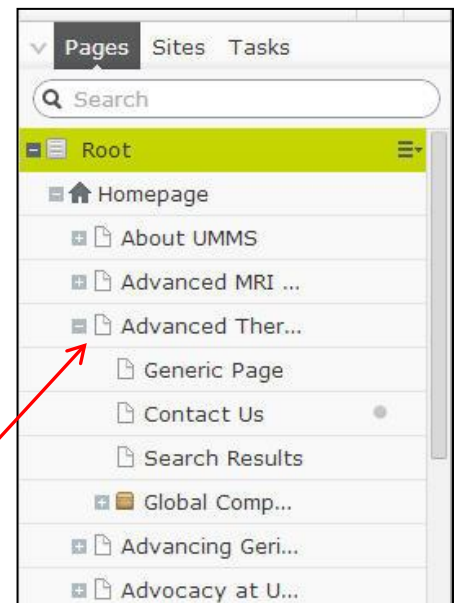 Pages Sites Tasks
Search
Root
Homepage
About UMMS
Advanced MRI ...
Advanced Ther...
Generic Page
Contact Us
Search Results
Global Comp...
Advancing Geri...
Advocacy at U...